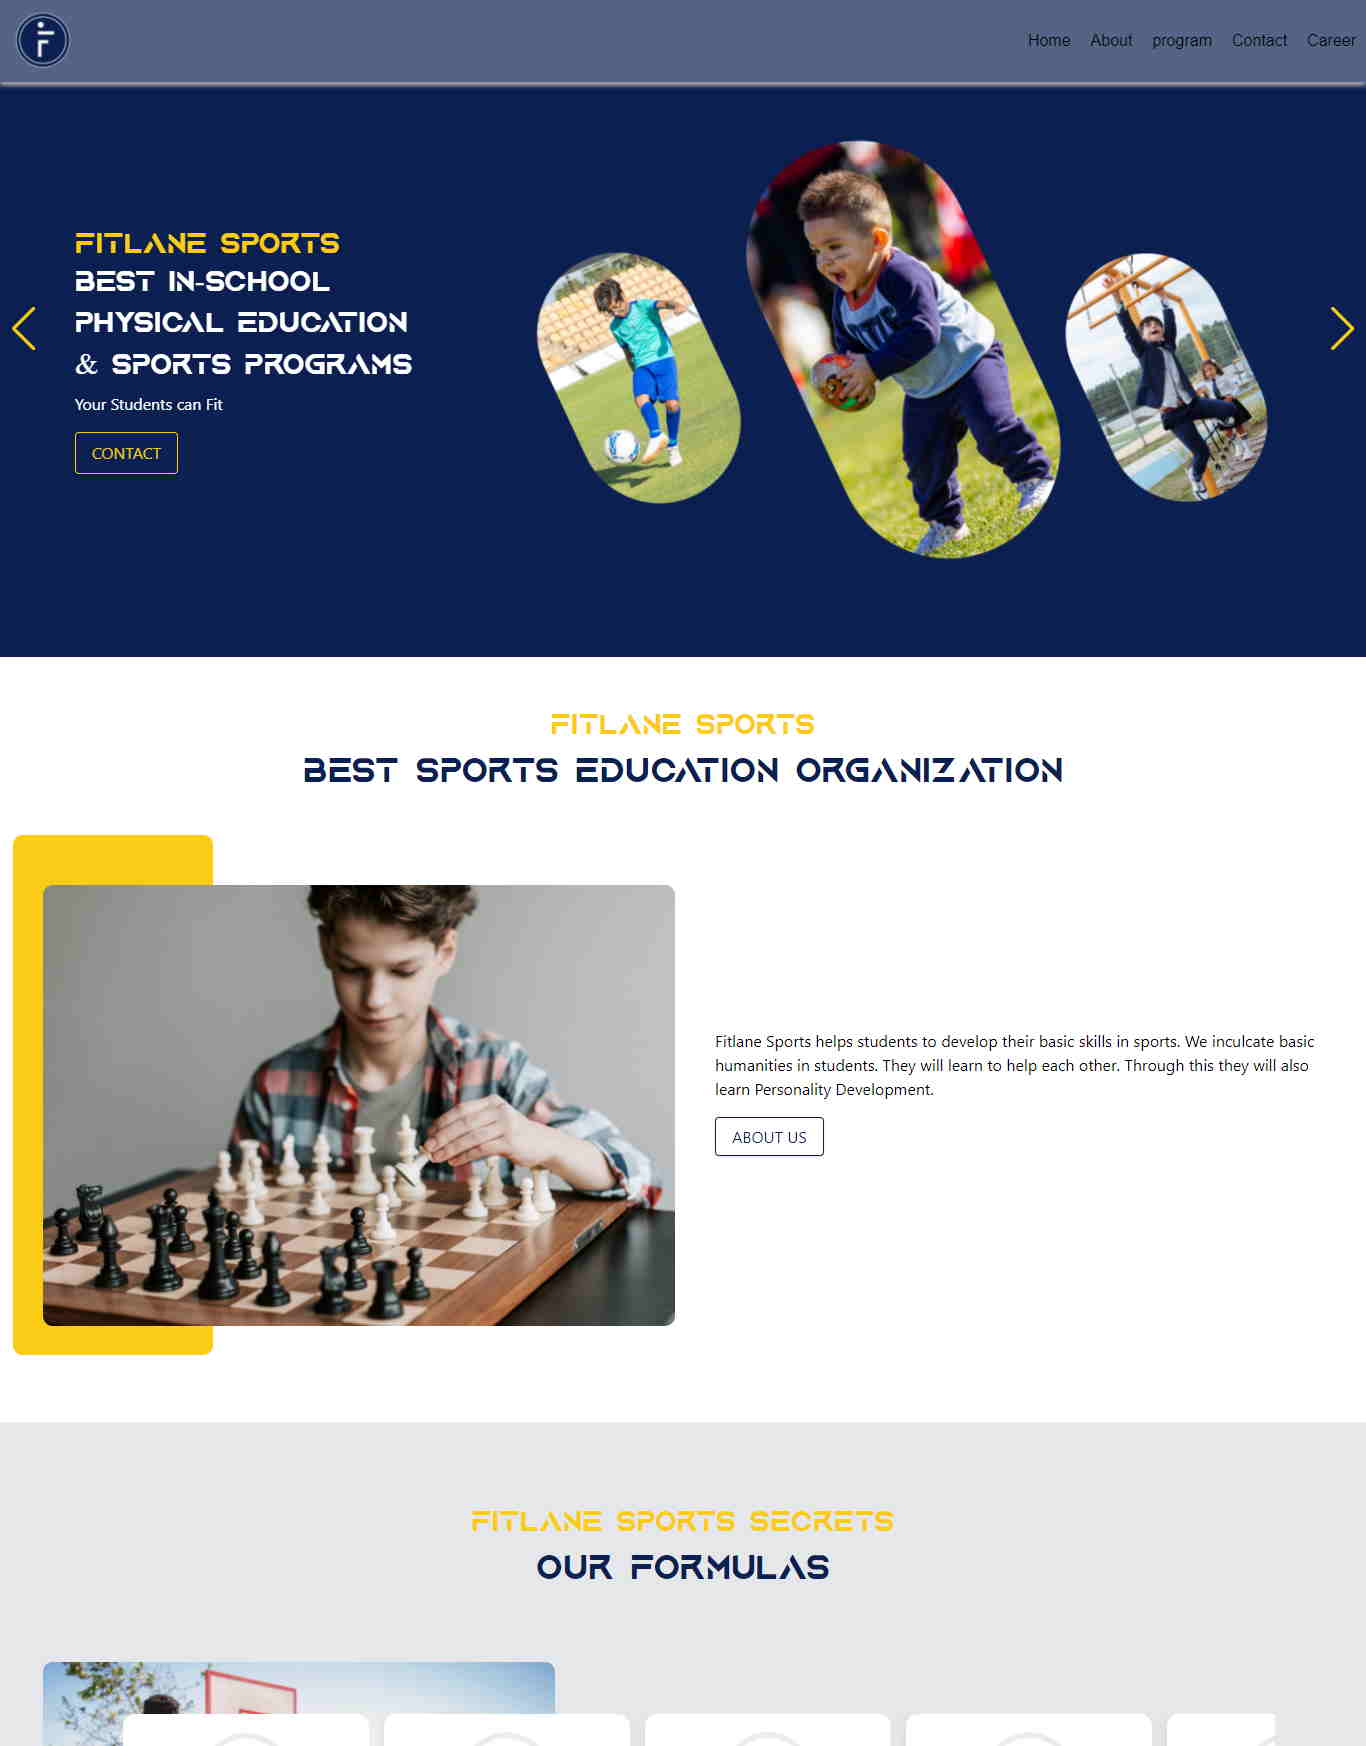 Home About program Contact Career
FITLANE SPORTS
BEST IN-SCHOOL
PHYSICAL EDUCATION
& SPORTS PROGRAMS
Your Students can Fit
CONTACT
FITLANE SPORTS
BEST SPORTS EDUCATION ORGANIZATION
Fitlane Sports helps students to develop their basic skills in sports. We inculcate basic
humanities in students. They will learn to help each other. Through this they will also
learn Personality Development.
ABOUT US
FITLANE SPORTS SECRETS
OUR FORMULAS